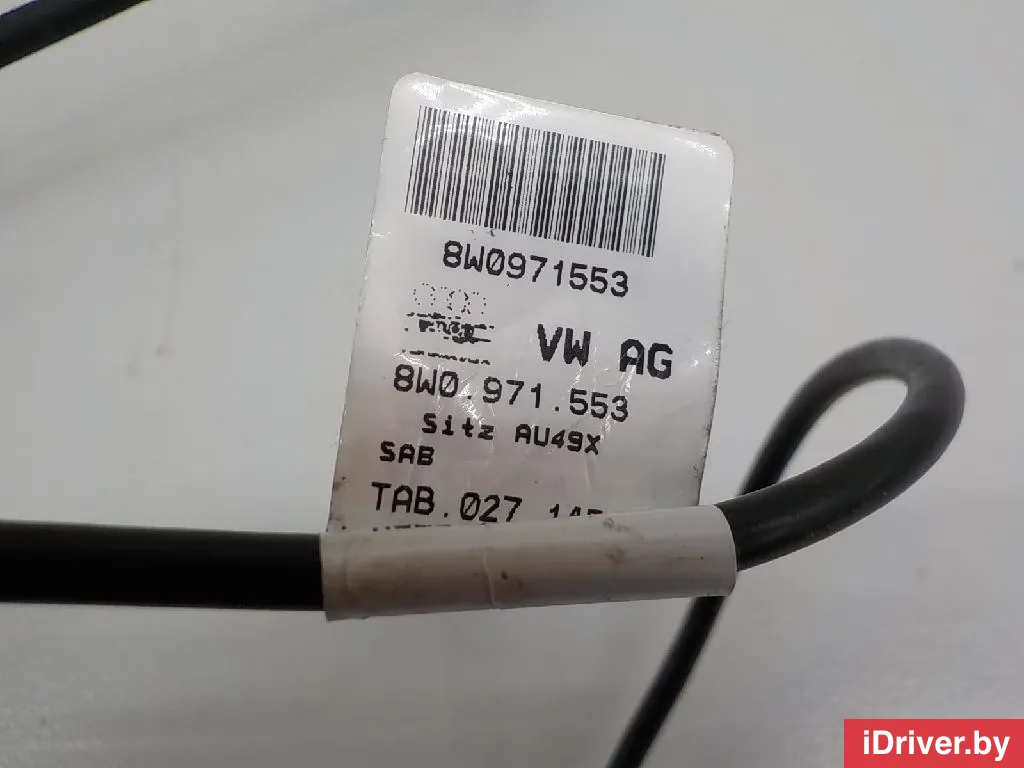 8W0971553
VW AG
8W0.971.553
Sitz AU49X
SAB
TAB.027
iDriver.by